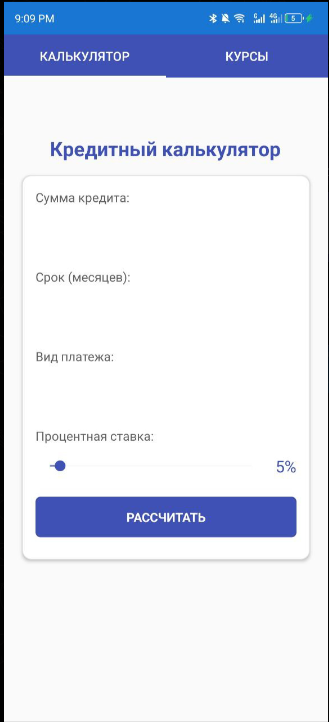 9:09 PM
КАЛЬКУЛЯТОР КУРСЫ
Кредитный калькулятор
Сумма кредита:
Срок (месяцев):
Вид платежа:
Процентная ставка:
5%
РАССЧИТАТЬ